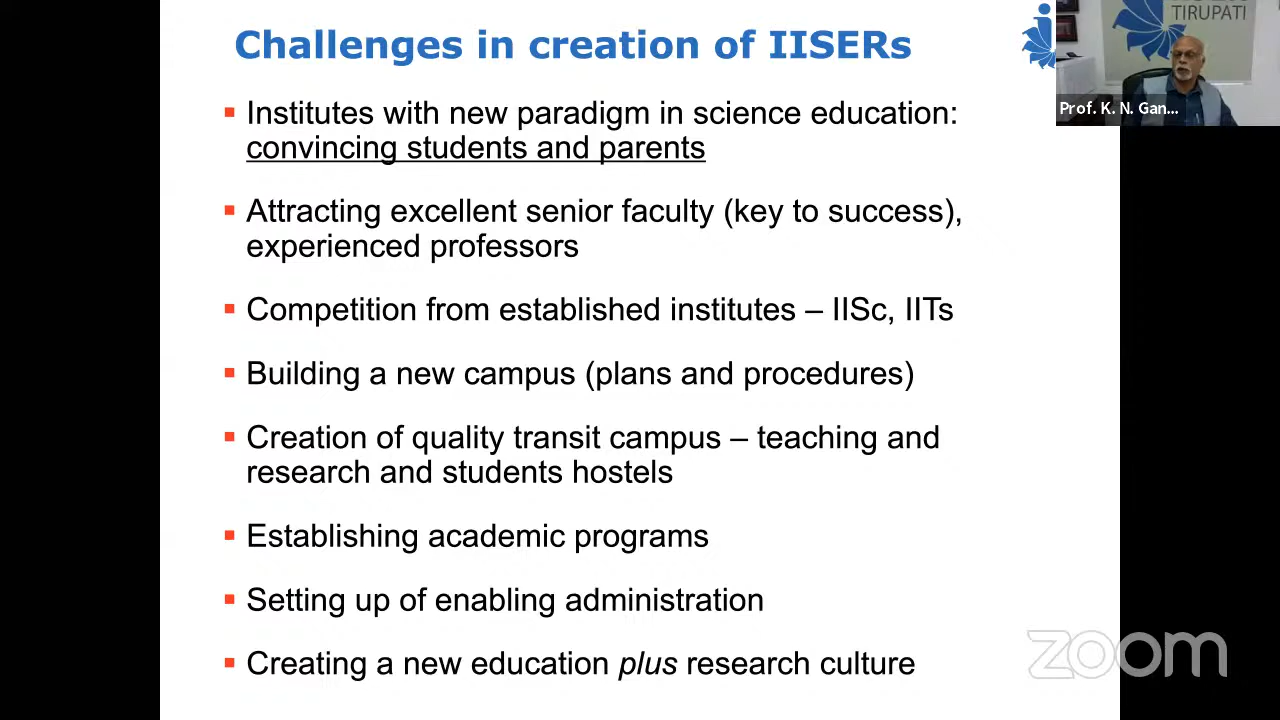 Challenges in creation of IISERs
TIRUPATI
Prof. K. N. Gan...
▪ Institutes with new paradigm in science education:
convincing students and parents
▪ Attracting excellent senior faculty (key to success),
experienced professors
▪ Competition from established institutes – IISc, IITs
▪ Building a new campus (plans and procedures)
▪ Creation of quality transit campus – teaching and
research and students hostels
▪ Establishing academic programs
▪ Setting up of enabling administration
▪ Creating a new education plus research culture
zoom